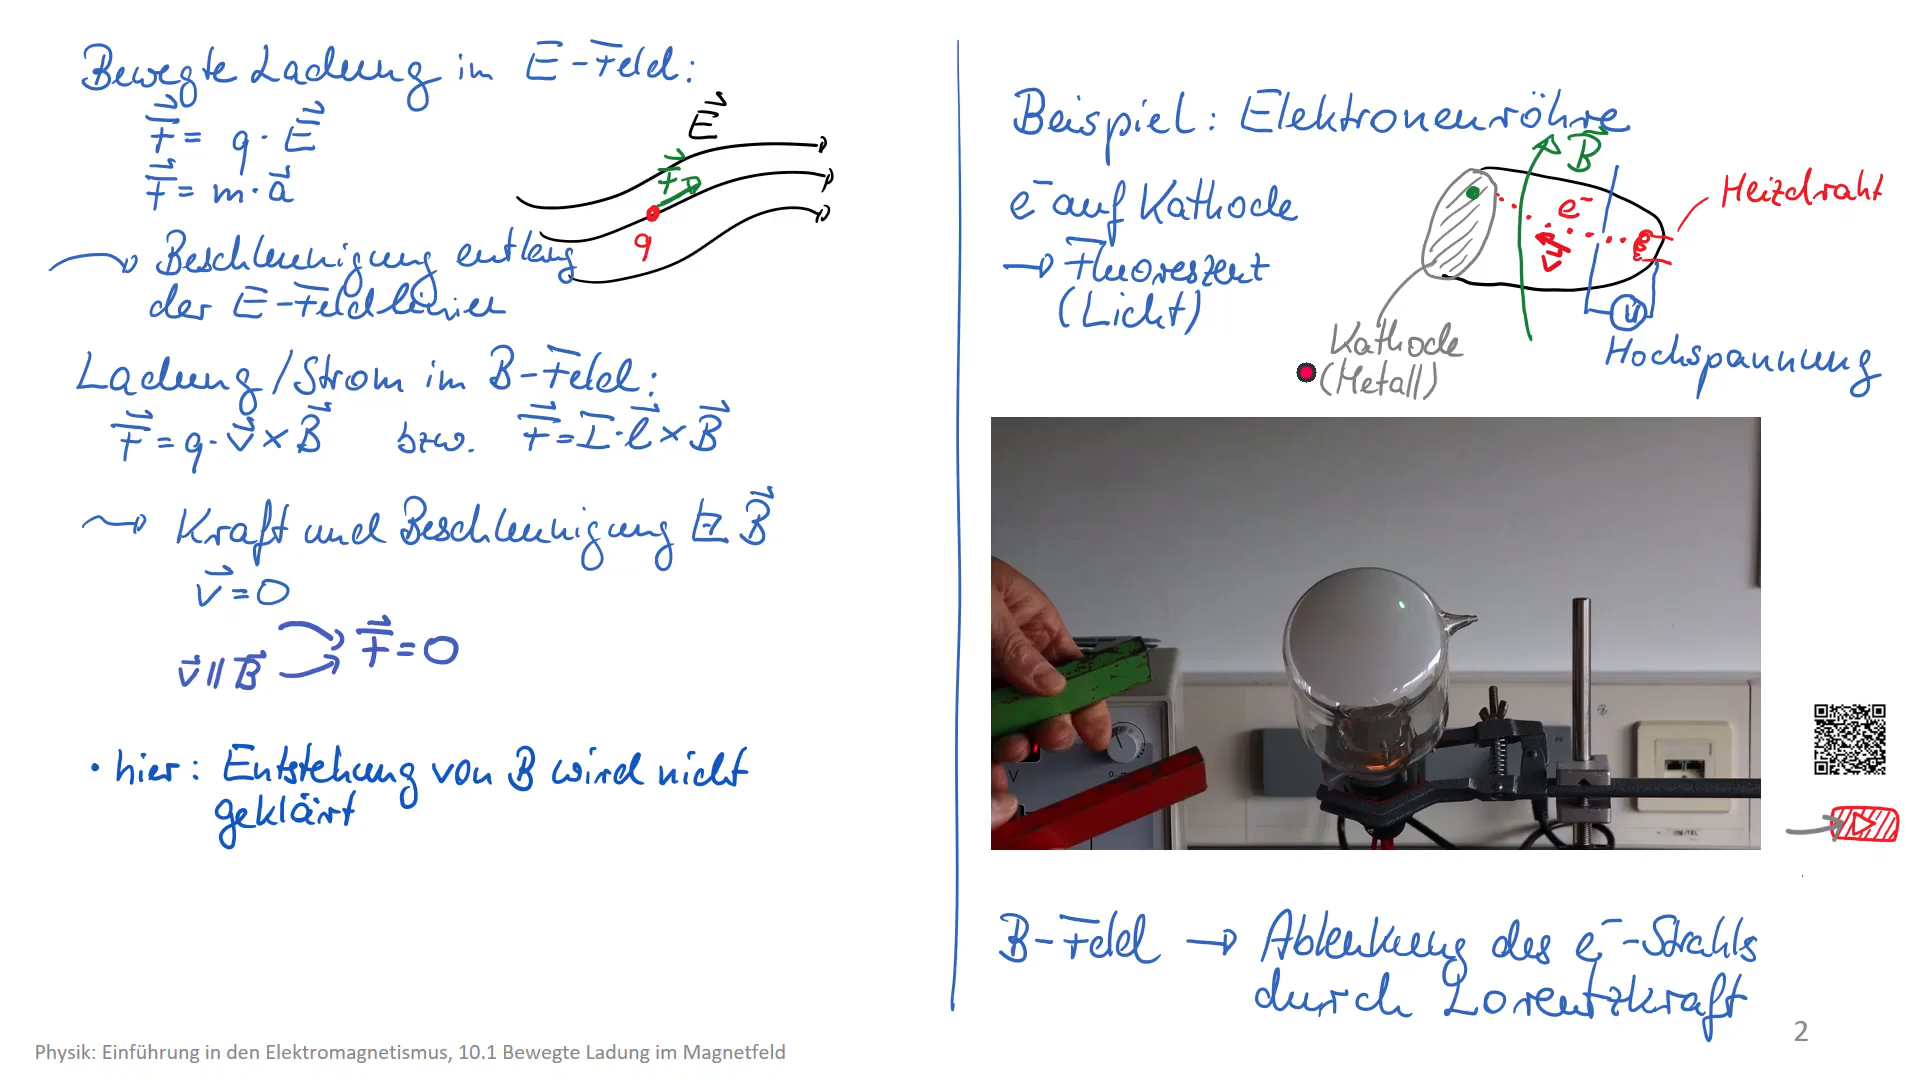 Bewegte Ladung im E-Feld:
F⃗ = q · E⃗
F⃗ = m · a⃗
E⃗
F⃗
q
Beschleunigung entlang
der E-Feldlinien
Ladung/Strom im B-Feld:
F⃗ = q · v⃗ × B⃗ bzw. F⃗ = I · l⃗ × B⃗
Kraft und Beschleunigung ⊥ B⃗
v⃗ = 0
v⃗ ∥ B⃗
F⃗ = 0
• hier: Entstehung von B wird nicht
geklärt
Beispiel: Elektronenröhre
e⁻ auf Kathode
→ Fluoreszent
(Licht)
B⃗
e⁻
v⃗
Heizdraht
U
Hochspannung
Kathode
(Metall)
V
B-Feld → Ablenkung des e⁻-Strahls
durch Lorentzkraft
2
Physik: Einführung in den Elektromagnetismus, 10.1 Bewegte Ladung im Magnetfeld